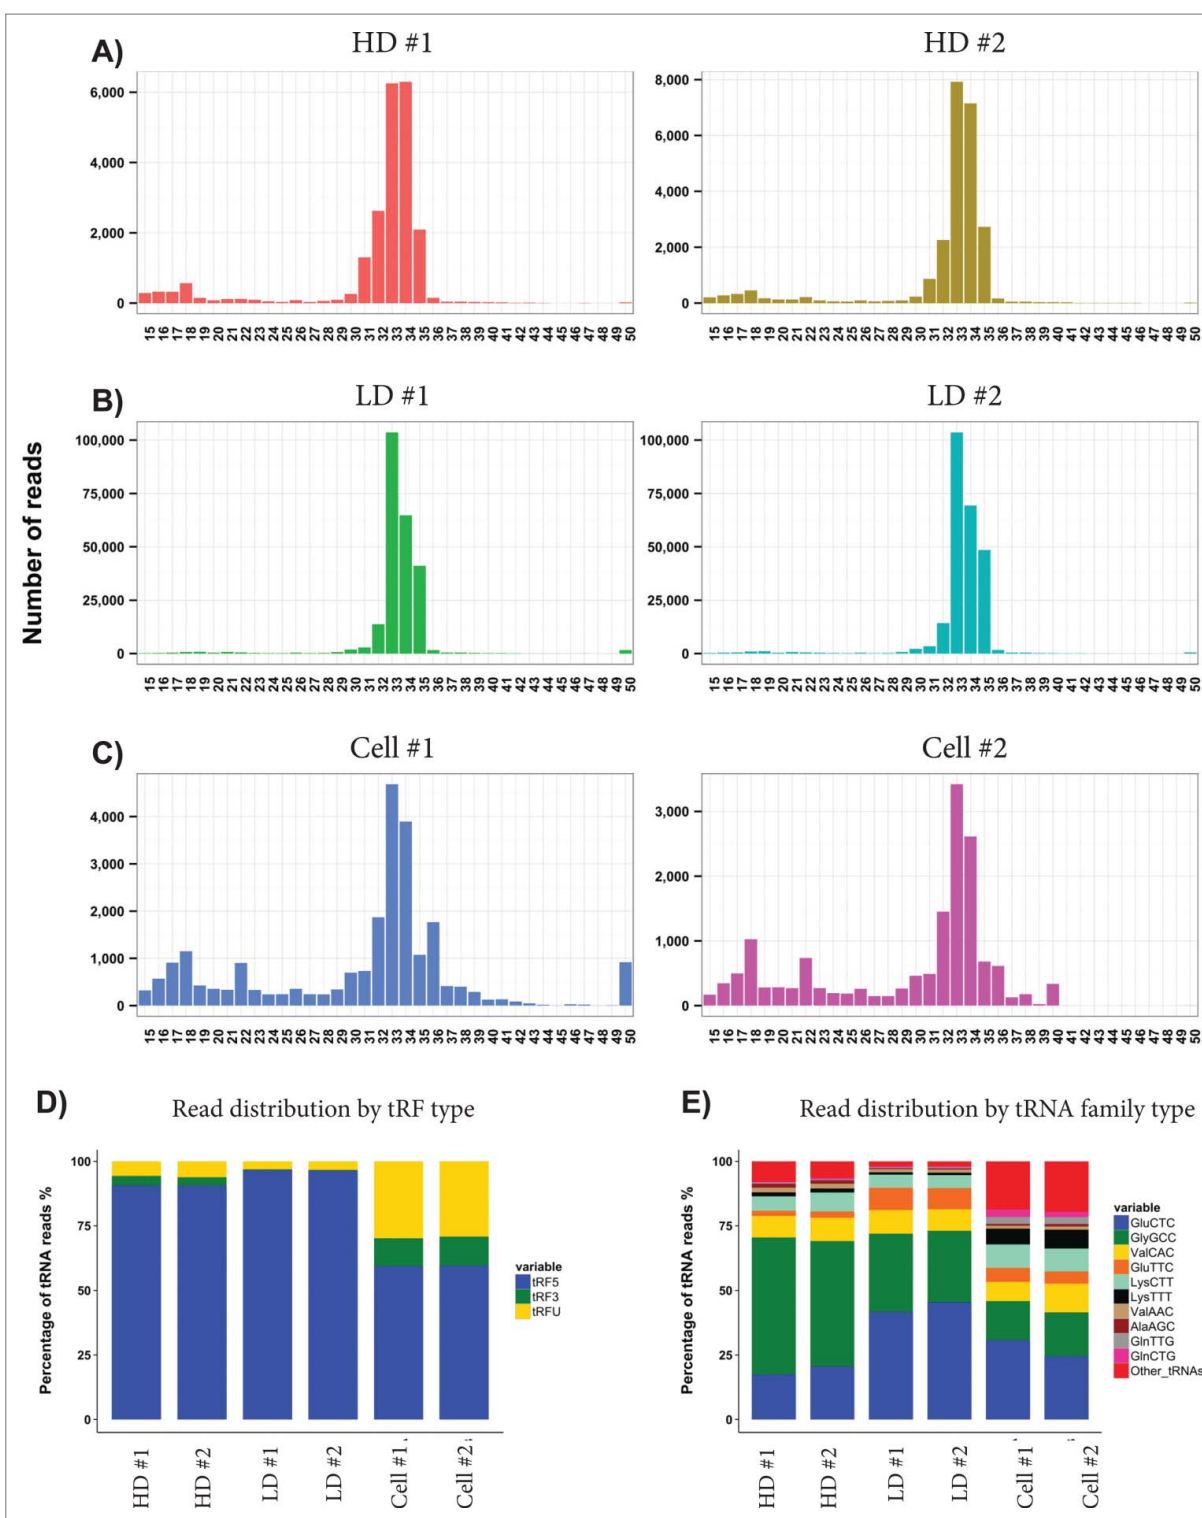 A)
HD #1
HD #2
6,000
4,000
2,000
0
8,000
6,000
4,000
2,000
0
15 16 17 18 19 20 21 22 23 24 25 26 27 28 29 30 31 32 33 34 35 36 37 38 39 40 41 42 43 44 45 46 47 48 49 50
15 16 17 18 19 20 21 22 23 24 25 26 27 28 29 30 31 32 33 34 35 36 37 38 39 40 41 42 43 44 45 46 47 48 49 50
Number of reads
B)
LD #1
LD #2
100,000
75,000
50,000
25,000
0
100,000
75,000
50,000
25,000
0
15 16 17 18 19 20 21 22 23 24 25 26 27 28 29 30 31 32 33 34 35 36 37 38 39 40 41 42 43 44 45 46 47 48 49 50
15 16 17 18 19 20 21 22 23 24 25 26 27 28 29 30 31 32 33 34 35 36 37 38 39 40 41 42 43 44 45 46 47 48 49 50
C)
Cell #1
Cell #2
4,000
3,000
2,000
1,000
0
3,000
2,000
1,000
0
15 16 17 18 19 20 21 22 23 24 25 26 27 28 29 30 31 32 33 34 35 36 37 38 39 40 41 42 43 44 45 46 47 48 49 50
15 16 17 18 19 20 21 22 23 24 25 26 27 28 29 30 31 32 33 34 35 36 37 38 39 40 41 42 43 44 45 46 47 48 49 50
D)
Read distribution by tRF type
Percentage of tRNA reads %
100
75
50
25
0
variable
tRF5
tRF3
tRFU
HD #1
HD #2
LD #1
LD #2
Cell #1
Cell #2
E)
Read distribution by tRNA family type
Percentage of tRNA reads %
100
75
50
25
0
variable
GluCTC
GlyGCC
ValCAC
GluTTC
LysCTT
LysTTT
ValAAC
AlaAGC
GlnTTG
GlnCTG
Other_tRNAs
HD #1
HD #2
LD #1
LD #2
Cell #1
Cell #2